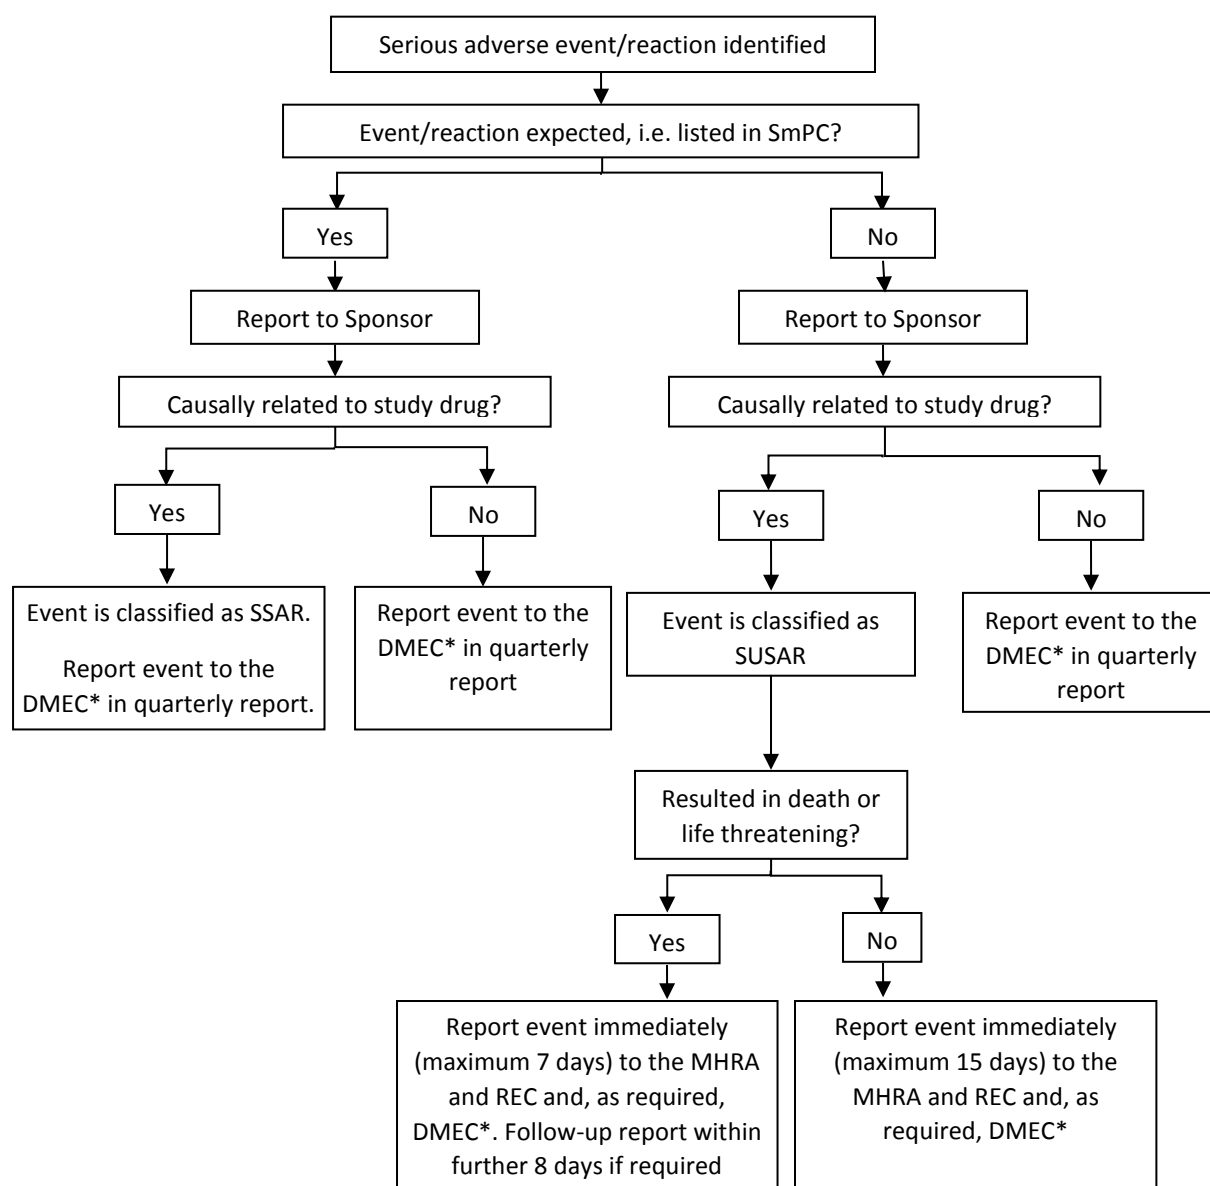 Serious adverse event/reaction identified
Event/reaction expected, i.e. listed in SmPC?
Yes
No
Report to Sponsor
Report to Sponsor
Causally related to study drug?
Causally related to study drug?
Yes
No
Yes
No
Event is classified as SSAR.
Report event to the
DMEC* in quarterly report.
Report event to the
DMEC* in quarterly
report
Event is classified as
SUSAR
Report event to the
DMEC* in quarterly
report
Resulted in death or
life threatening?
Yes
No
Report event immediately
(maximum 7 days) to the MHRA
and REC and, as required,
DMEC*. Follow-up report within
further 8 days if required
Report event immediately
(maximum 15 days) to the
MHRA and REC and, as
required, DMEC*